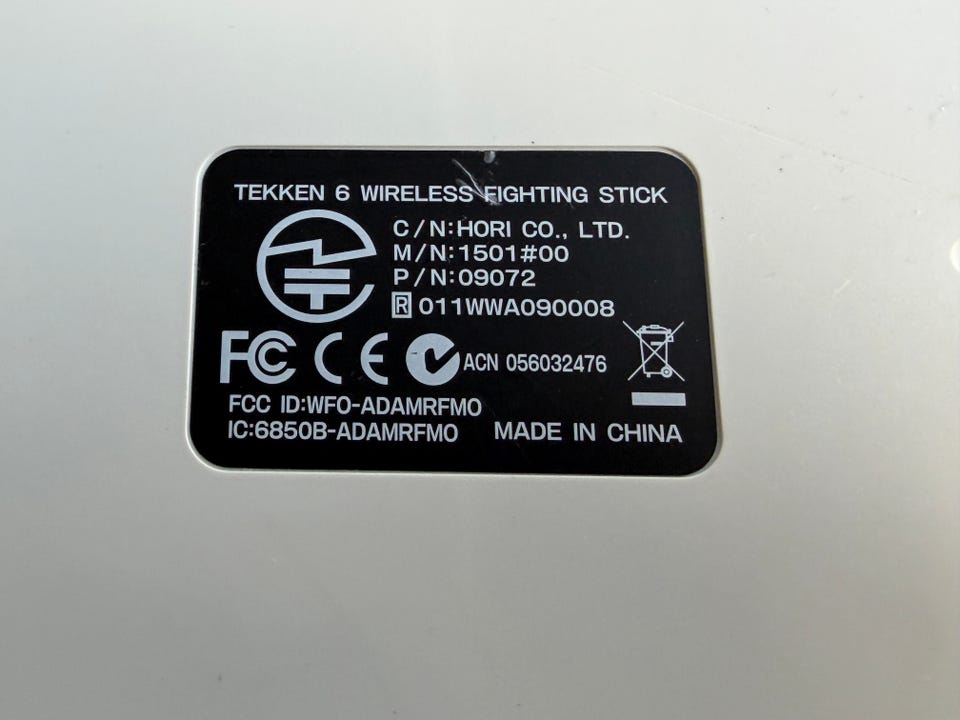 TEKKEN 6 WIRELESS FIGHTING STICK
C/N:HORI CO., LTD.
M/N:1501#00
P/N:09072
R 011WWA090008
FC CE ACN 056032476
FCC ID:WFO-ADAMRFMO
IC:6850B-ADAMRFMO MADE IN CHINA